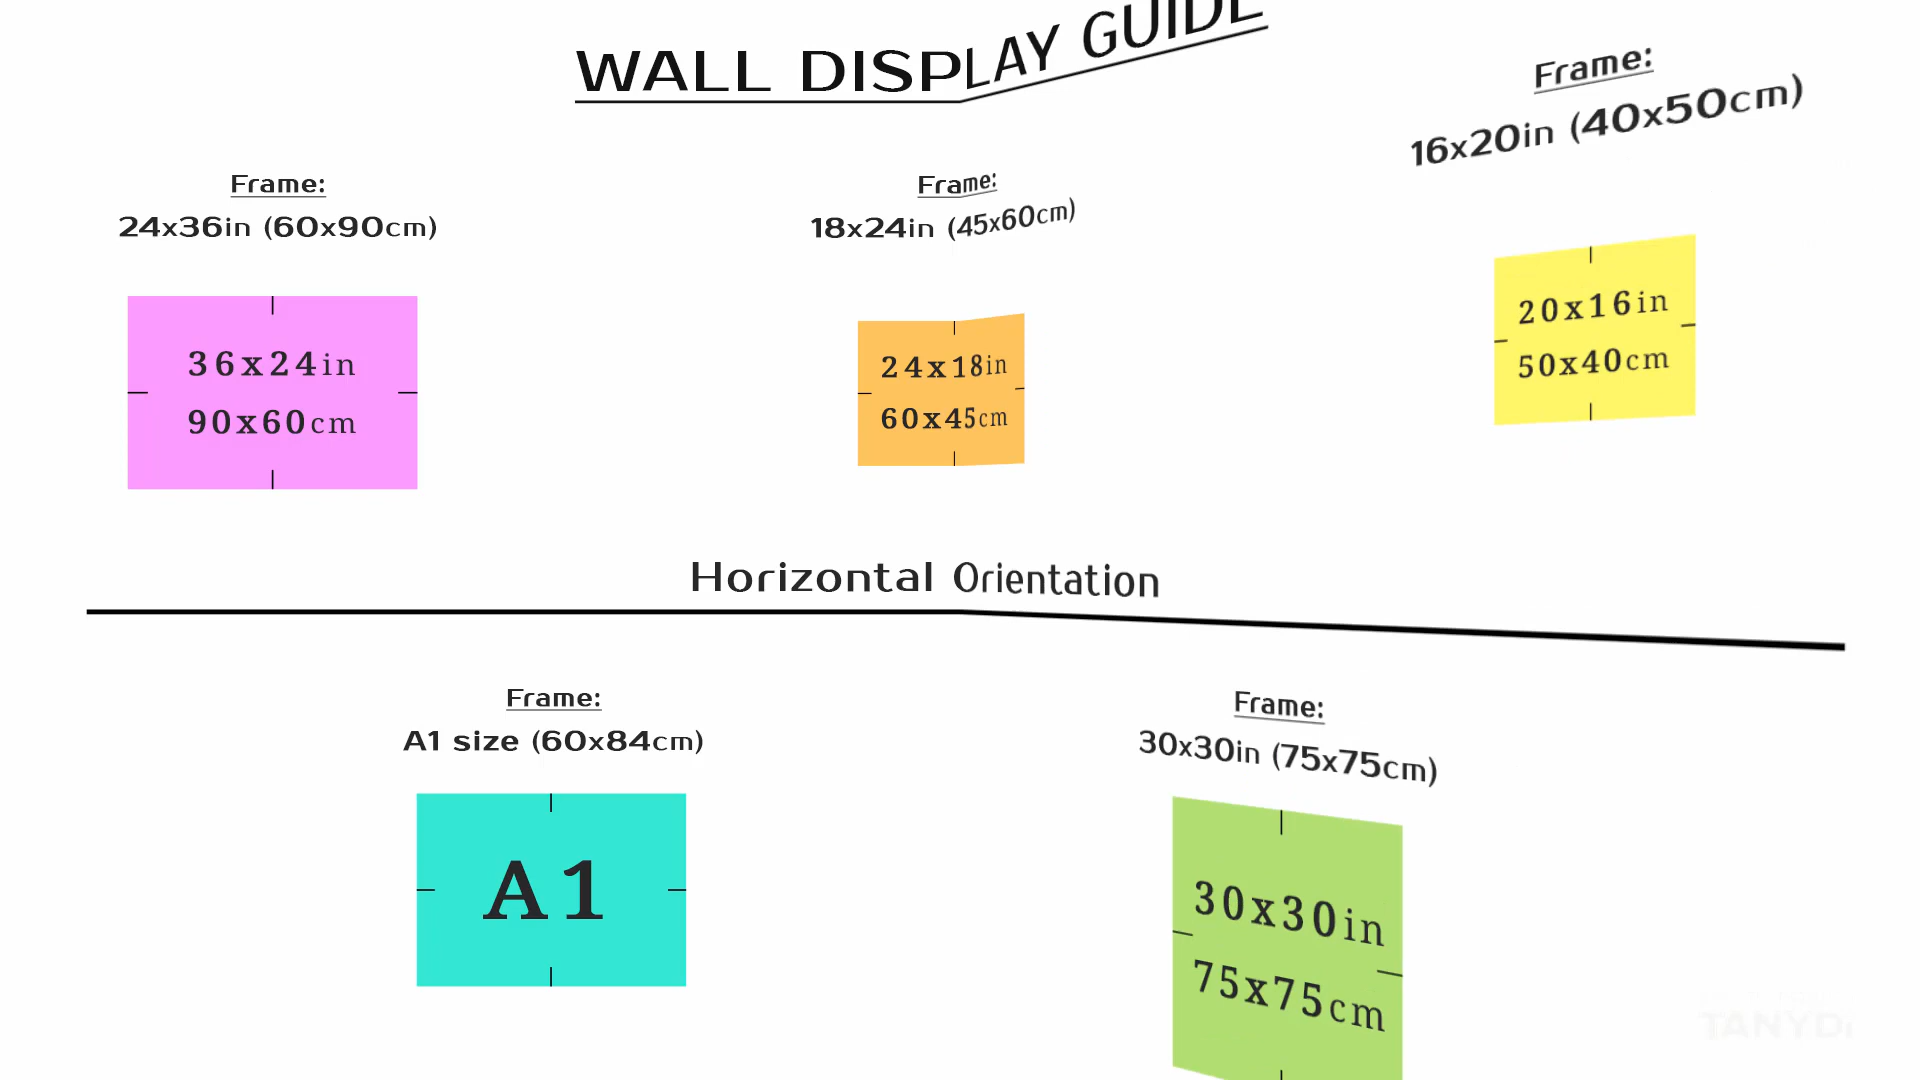 WALL DISPLAY GUIDE
Frame:
24x36in (60x90cm)
36x24in
90x60cm
Frame:
18x24in (45x60cm)
24x18in
60x45cm
Frame:
16x20in (40x50cm)
20x16in
50x40cm
Horizontal Orientation
Frame:
A1 size (60x84cm)
A1
Frame:
30x30in (75x75cm)
30x30in
75x75cm